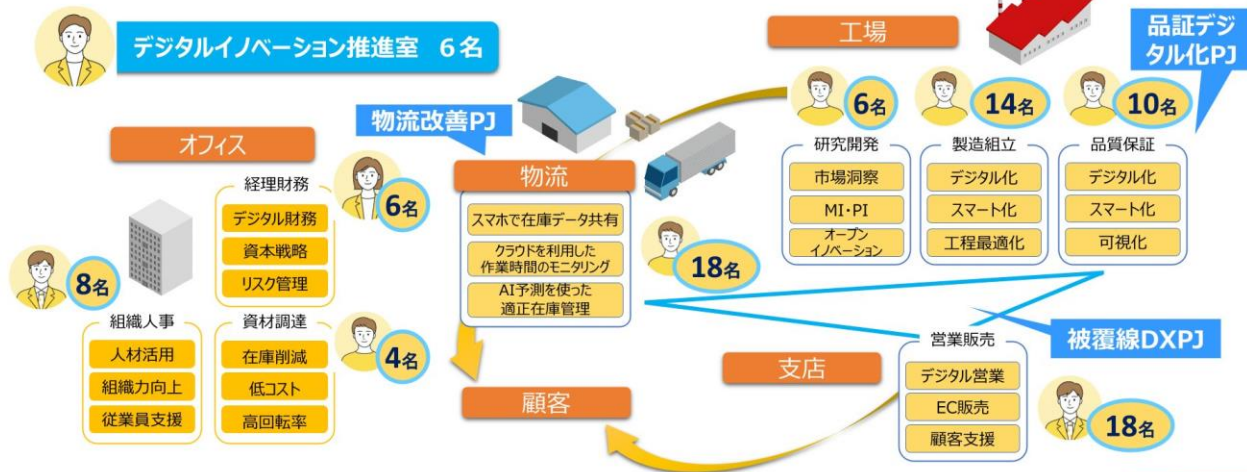 デジタルイノベーション推進室 6名
オフィス
経理財務
デジタル財務
資本戦略
リスク管理
6名
8名
組織人事
人材活用
組織力向上
従業員支援
資材調達
在庫削減
低コスト
高回転率
4名
物流改善PJ
物流
スマホで在庫データ共有
クラウドを利用した
作業時間のモニタリング
AI予測を使った
適正在庫管理
18名
顧客
工場
品証デジ
タル化PJ
6名
研究開発
市場洞察
MI・PI
オープン
イノベーション
14名
製造組立
デジタル化
スマート化
工程最適化
10名
品質保証
デジタル化
スマート化
可視化
被覆線DXPJ
支店
営業販売
デジタル営業
EC販売
顧客支援
18名